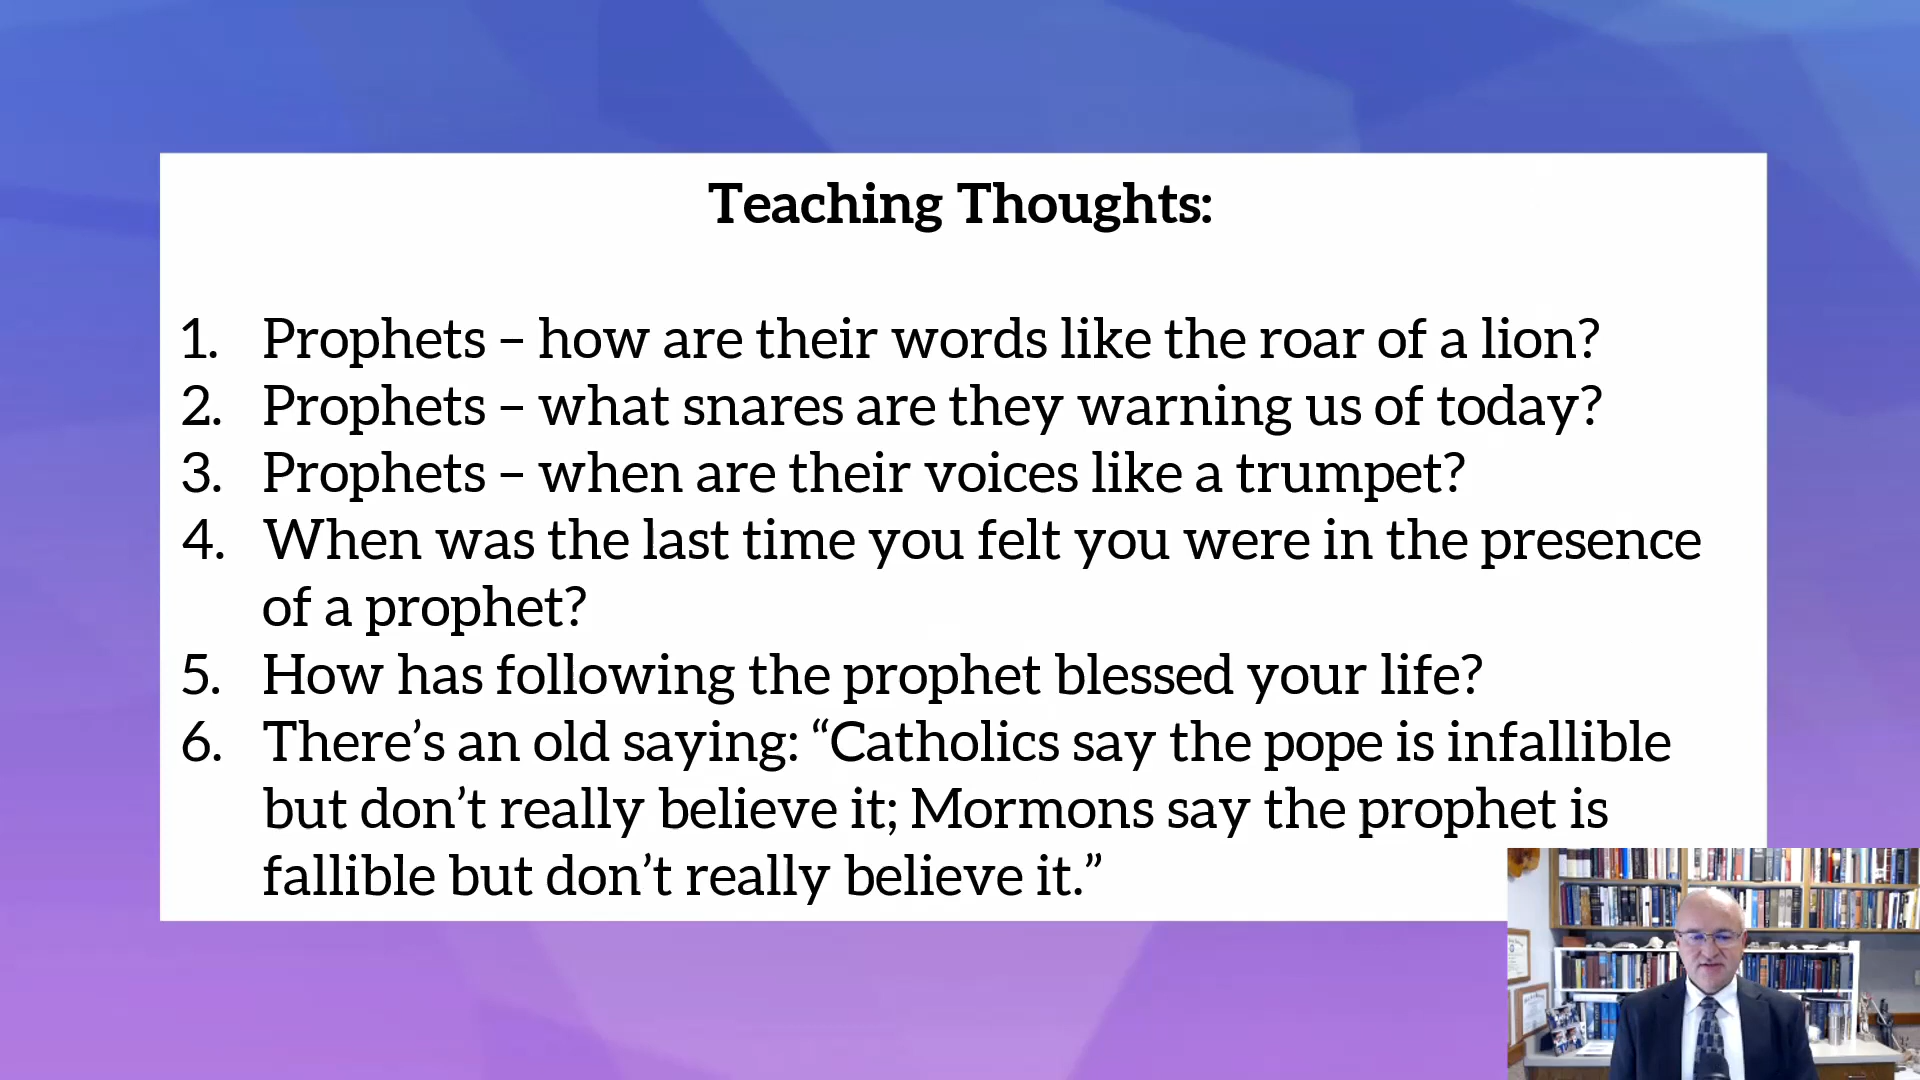 Teaching Thoughts:
1. Prophets – how are their words like the roar of a lion?
2. Prophets – what snares are they warning us of today?
3. Prophets – when are their voices like a trumpet?
4. When was the last time you felt you were in the presence
of a prophet?
5. How has following the prophet blessed your life?
6. There’s an old saying: “Catholics say the pope is infallible
but don’t really believe it; Mormons say the prophet is
fallible but don’t really believe it.”